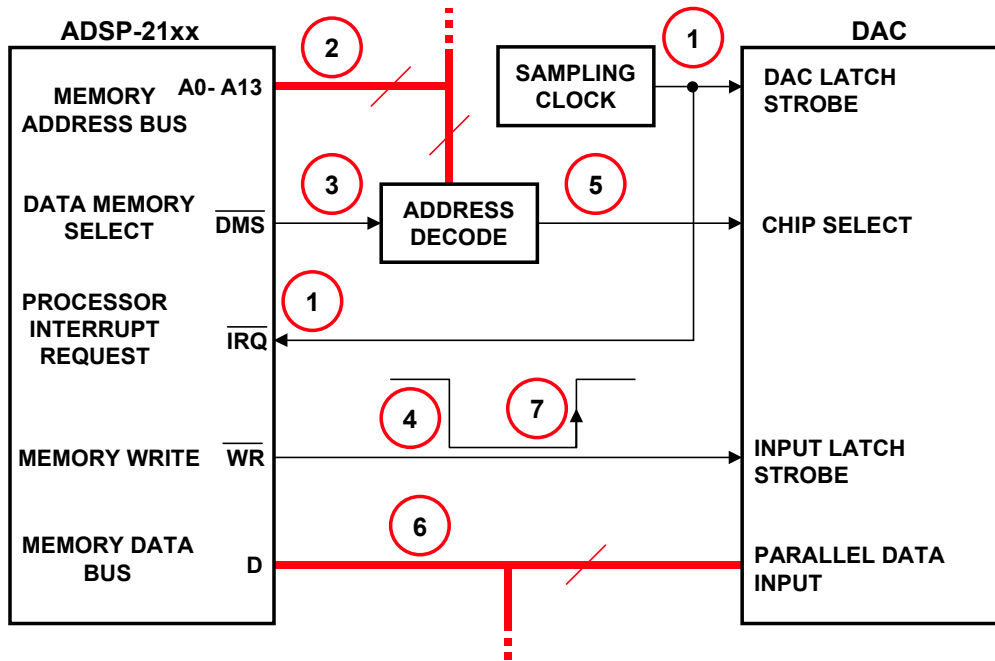 ADSP-21xx
DAC
2
1
A0- A13
SAMPLING
CLOCK
DAC LATCH
STROBE
MEMORY
ADDRESS BUS
3
5
DATA MEMORY
SELECT
DMS
ADDRESS
DECODE
CHIP SELECT
1
PROCESSOR
INTERRUPT
REQUEST
IRQ
4
7
MEMORY WRITE
WR
INPUT LATCH
STROBE
6
MEMORY DATA
BUS
D
PARALLEL DATA
INPUT